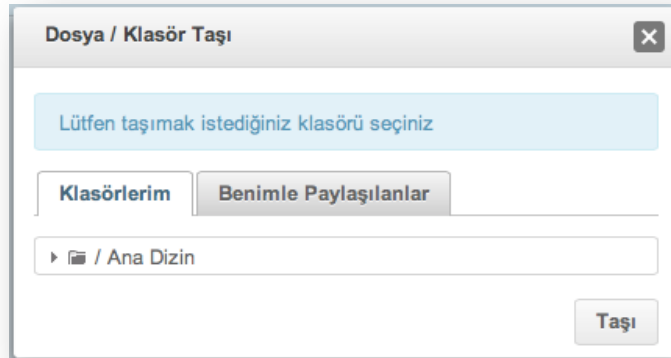 Dosya / Klasör Taşı
Lütfen taşımak istediğiniz klasörü seçiniz
Klasörlerim
Benimle Paylaşılanlar
/ Ana Dizin
Taşı